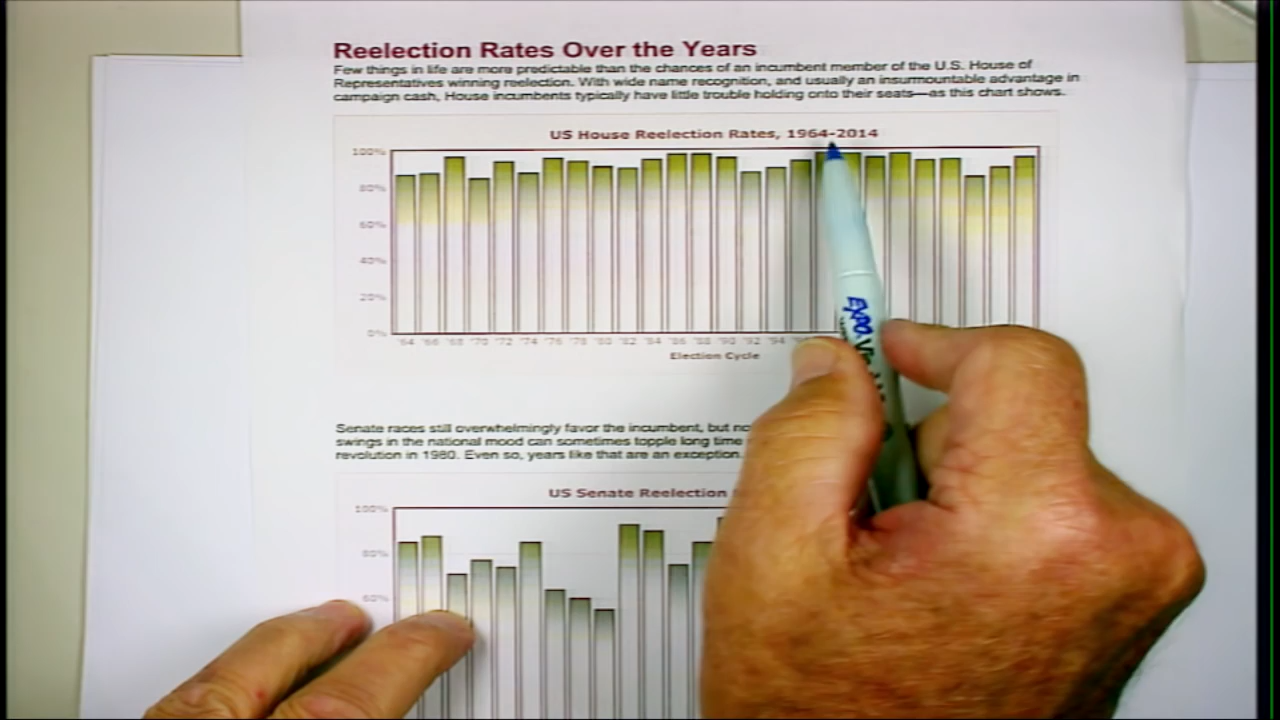 Reelection Rates Over the Years
Few things in life are more predictable than the chances of an incumbent member of the U.S. House of
Representatives winning reelection. With wide name recognition, and usually an insurmountable advantage in
campaign cash, House incumbents typically have little trouble holding onto their seats—as this chart shows.
US House Reelection Rates, 1964-2014
100%
80%
60%
40%
20%
0%
'64 '66 '68 '70 '72 '74 '76 '78 '80 '82 '84 '86 '88 '90 '92 '94
Election Cycle
EXPO
Senate races still overwhelmingly favor the incumbent, but
swings in the national mood can sometimes topple long time
revolution in 1980. Even so, years like that are an exception.
US Senate Reelection
100%
80%
60%